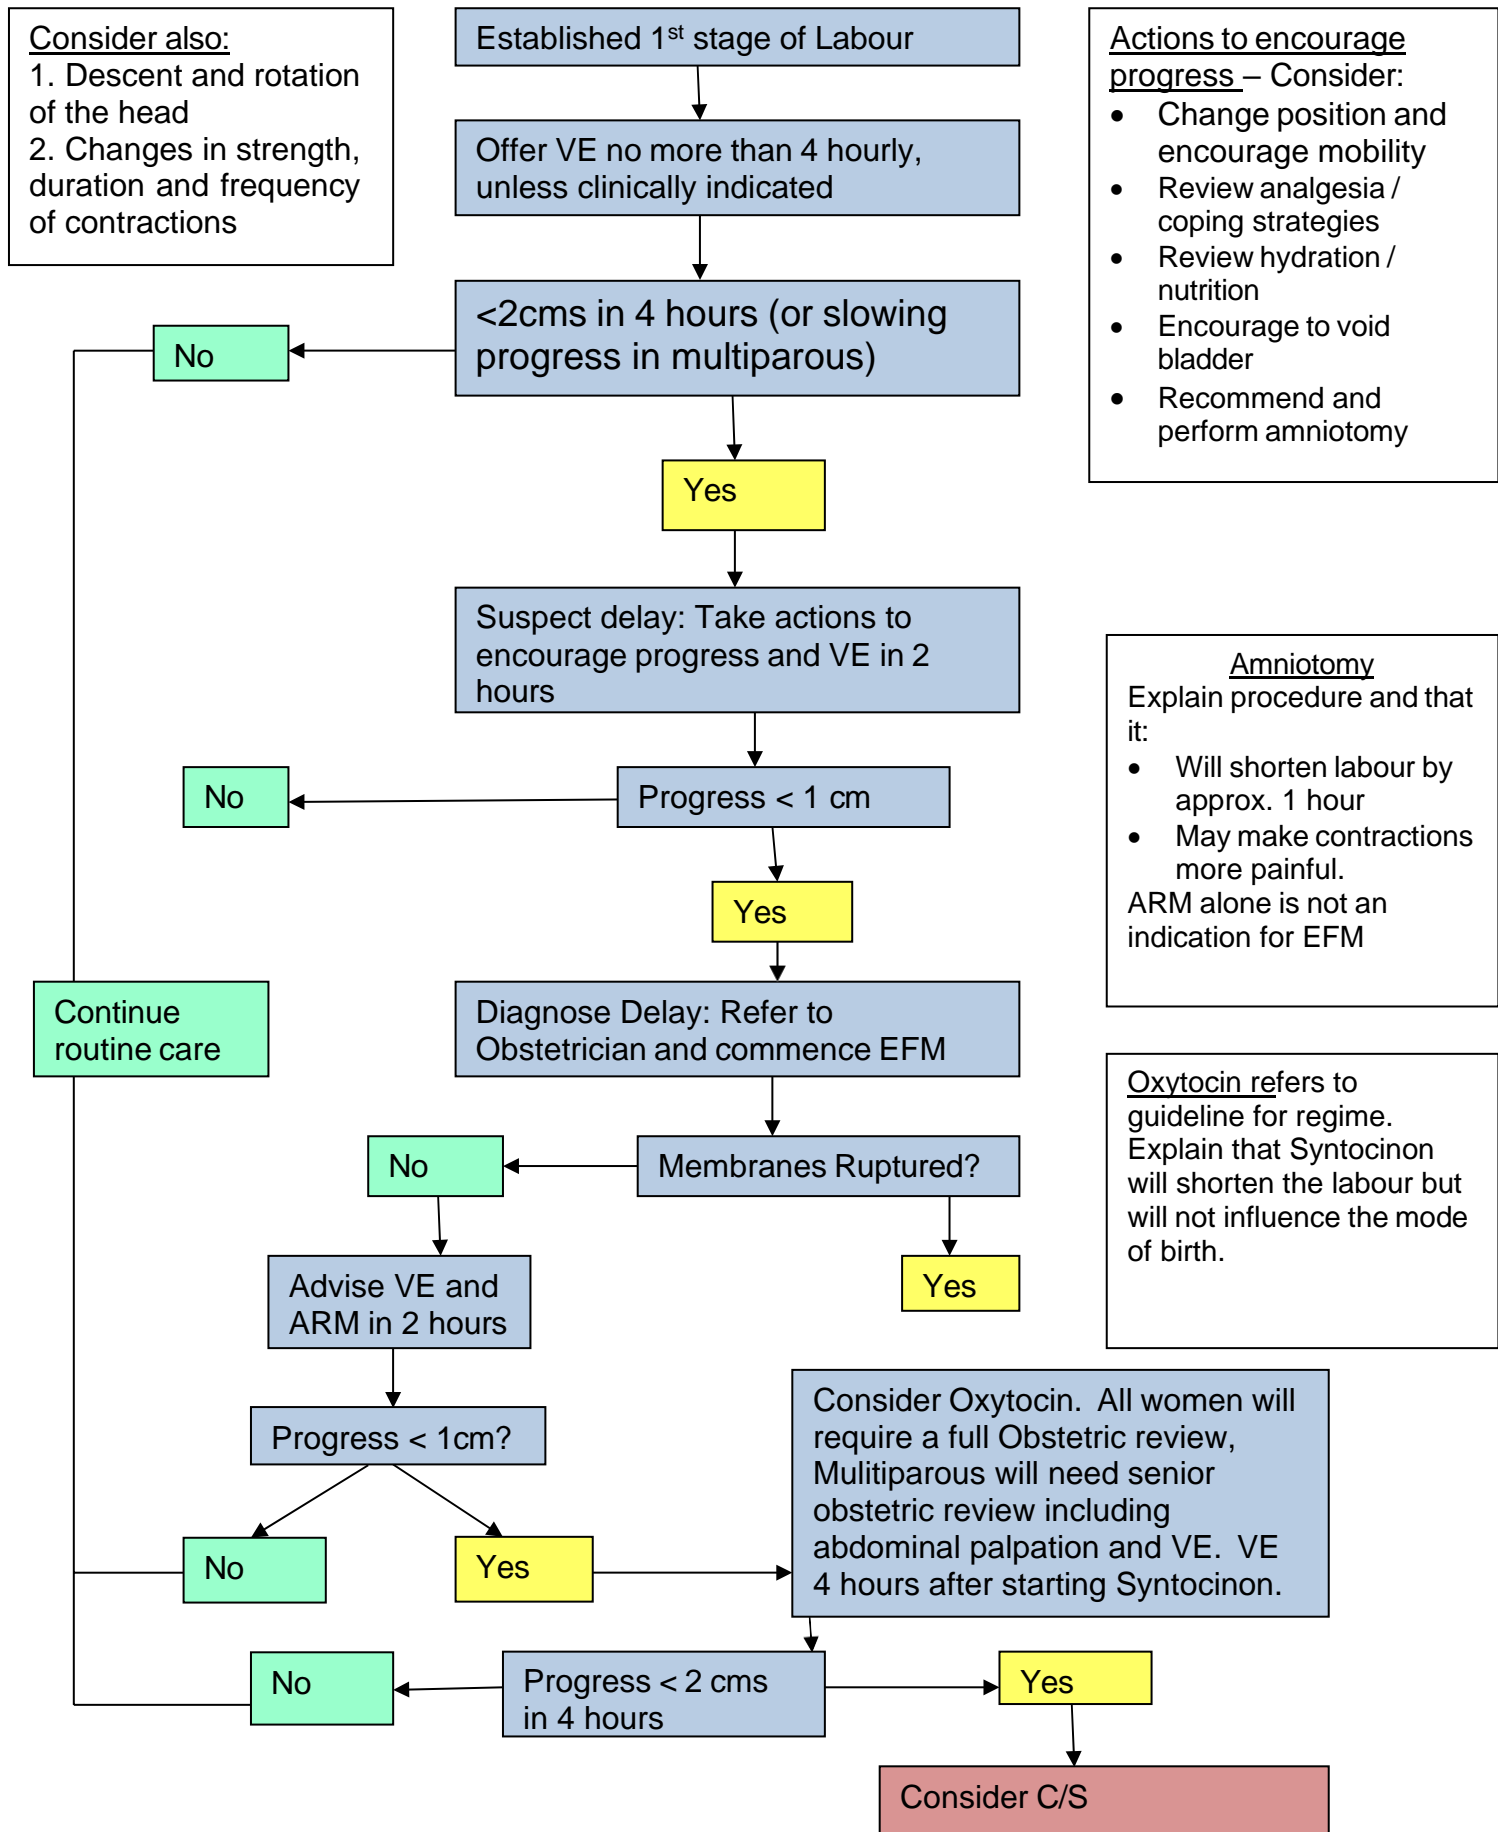 Consider also:
1. Descent and rotation
of the head
2. Changes in strength,
duration and frequency
of contractions
Established 1st stage of Labour
Offer VE no more than 4 hourly,
unless clinically indicated
<2cms in 4 hours (or slowing
progress in multiparous)
No
Yes
Suspect delay: Take actions to
encourage progress and VE in 2
hours
Progress < 1 cm
No
Yes
Continue
routine care
Diagnose Delay: Refer to
Obstetrician and commence EFM
Membranes Ruptured?
No
Yes
Advise VE and
ARM in 2 hours
Progress < 1cm?
No
Yes
Consider Oxytocin.  All women will
require a full Obstetric review,
Mulitiparous will need senior
obstetric review including
abdominal palpation and VE.  VE
4 hours after starting Syntocinon.
Progress < 2 cms
in 4 hours
No
Yes
Consider C/S
Actions to encourage
progress – Consider:
• Change position and
encourage mobility
• Review analgesia /
coping strategies
• Review hydration /
nutrition
• Encourage to void
bladder
• Recommend and
perform amniotomy
Amniotomy
Explain procedure and that
it:
• Will shorten labour by
approx. 1 hour
• May make contractions
more painful.
ARM alone is not an
indication for EFM
Oxytocin refers to
guideline for regime.
Explain that Syntocinon
will shorten the labour but
will not influence the mode
of birth.